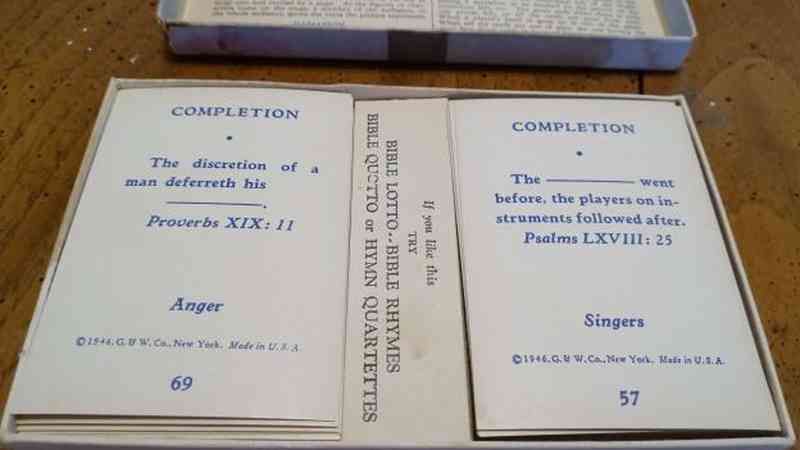 COMPLETION
The discretion of a
man deferreth his
.
Proverbs XIX: 11
Anger
©1946, G. & W. Co., New York. Made in U. S. A.
69
If you like this
TRY
BIBLE LOTTO - - BIBLE RHYMES
BIBLE QUOTTO or HYMN QUARTETTES
COMPLETION
The ———— went
before, the players on in-
struments followed after.
Psalms LXVIII: 25
Singers
©1946, G. & W. Co., New York. Made in U. S. A.
57